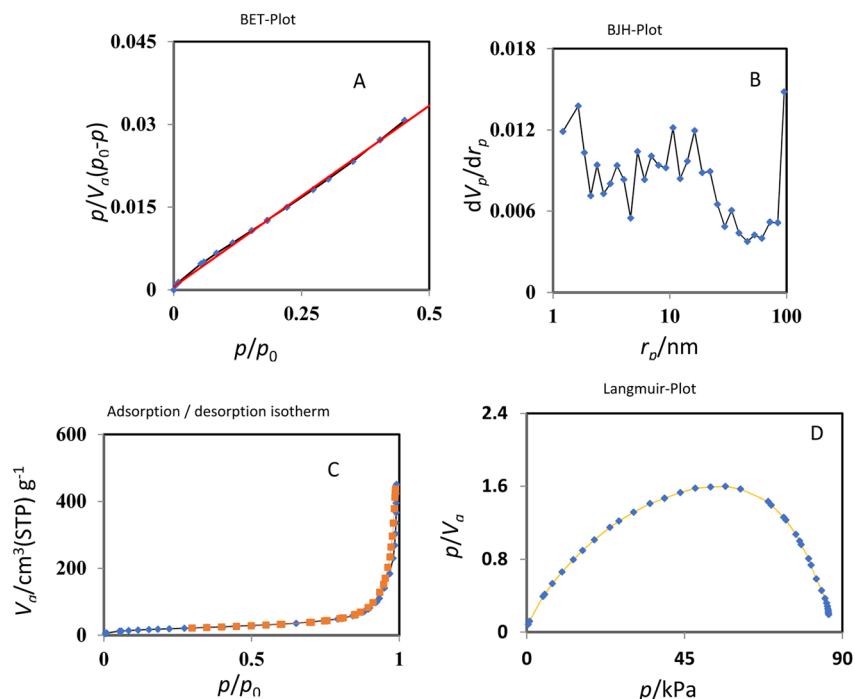 BET-Plot
0.045
0.03
0.015
0
0
0.25
0.5
A
p/Vₐ(p₀-p)
p/p₀
BJH-Plot
0.018
0.012
0.006
0
1
10
100
B
dVₚ/drₚ
rₚ/nm
Adsorption / desorption isotherm
600
400
200
0
0
0.5
1
C
Vₐ/cm³(STP) g⁻¹
p/p₀
Langmuir-Plot
2.4
1.6
0.8
0
0
45
90
D
p/Vₐ
p/kPa